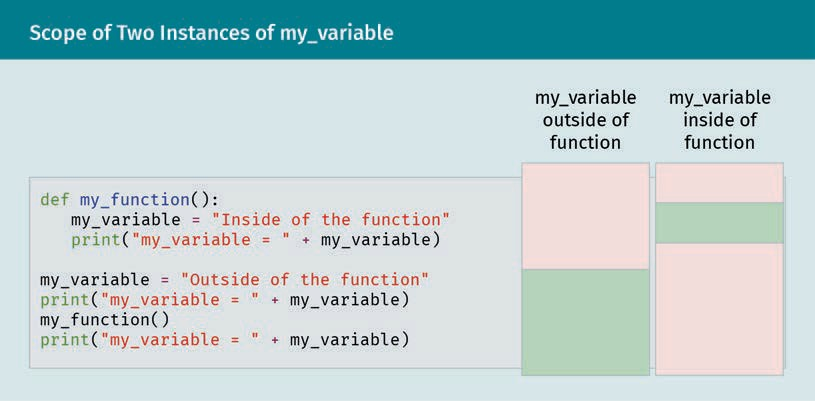 Scope of Two Instances of my_variable
my_variable
outside of
function
my_variable
inside of
function
def my_function():
   my_variable = "Inside of the function"
   print("my_variable = " + my_variable)
my_variable = "Outside of the function"
print("my_variable = " + my_variable)
my_function()
print("my_variable = " + my_variable)